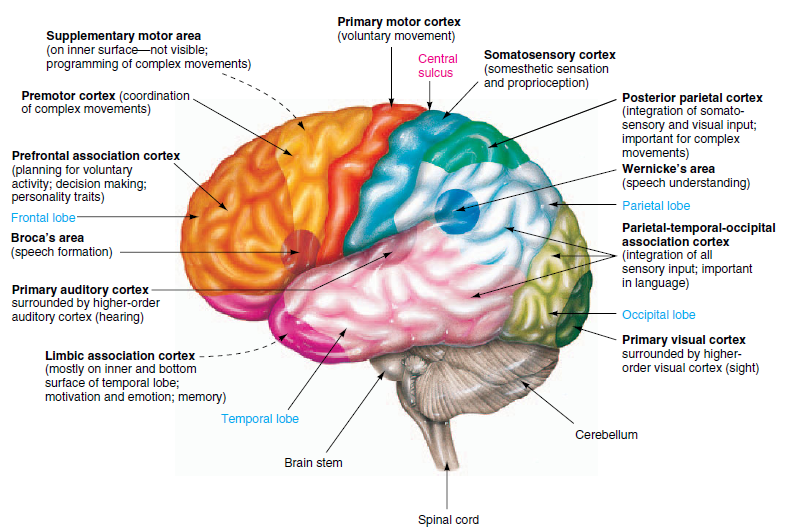 Supplementary motor area
(on inner surface—not visible;
programming of complex movements)
Primary motor cortex
(voluntary movement)
Central
sulcus
Somatosensory cortex
(somesthetic sensation
and proprioception)
Premotor cortex (coordination
of complex movements)
Posterior parietal cortex
(integration of somato-
sensory and visual input;
important for complex
movements)
Prefrontal association cortex
(planning for voluntary
activity; decision making;
personality traits)
Wernicke's area
(speech understanding)
Frontal lobe
Parietal lobe
Broca's area
(speech formation)
Parietal-temporal-occipital
association cortex
(integration of all
sensory input; important
in language)
Primary auditory cortex
surrounded by higher-order
auditory cortex (hearing)
Occipital lobe
Primary visual cortex
surrounded by higher-
order visual cortex (sight)
Limbic association cortex
(mostly on inner and bottom
surface of temporal lobe;
motivation and emotion; memory)
Temporal lobe
Cerebellum
Brain stem
Spinal cord